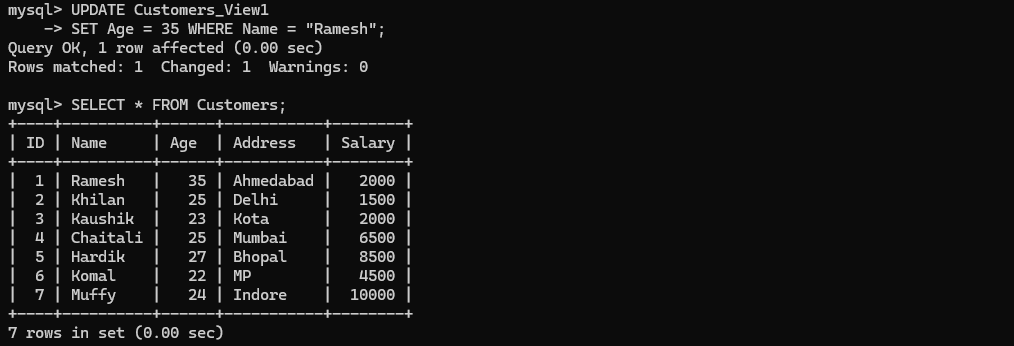 mysql> UPDATE Customers_View1
    -> SET Age = 35 WHERE Name = "Ramesh";
Query OK, 1 row affected (0.00 sec)
Rows matched: 1  Changed: 1  Warnings: 0

mysql> SELECT * FROM Customers;
+----+----------+------+-----------+--------+
| ID | Name     | Age  | Address   | Salary |
+----+----------+------+-----------+--------+
|  1 | Ramesh   |   35 | Ahmedabad |   2000 |
|  2 | Khilan   |   25 | Delhi     |   1500 |
|  3 | Kaushik  |   23 | Kota      |   2000 |
|  4 | Chaitali |   25 | Mumbai    |   6500 |
|  5 | Hardik   |   27 | Bhopal    |   8500 |
|  6 | Komal    |   22 | MP        |   4500 |
|  7 | Muffy    |   24 | Indore    |  10000 |
+----+----------+------+-----------+--------+
7 rows in set (0.00 sec)